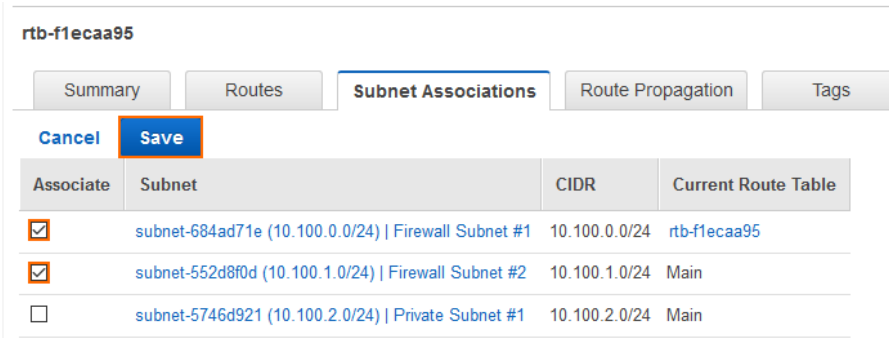 rtb-f1ecaa95
Summary Routes Subnet Associations Route Propagation Tags
Cancel Save
Associate Subnet CIDR Current Route Table
subnet-684ad71e (10.100.0.0/24) | Firewall Subnet #1 10.100.0.0/24 rtb-f1ecaa95
subnet-552d8f0d (10.100.1.0/24) | Firewall Subnet #2 10.100.1.0/24 Main
subnet-5746d921 (10.100.2.0/24) | Private Subnet #1 10.100.2.0/24 Main